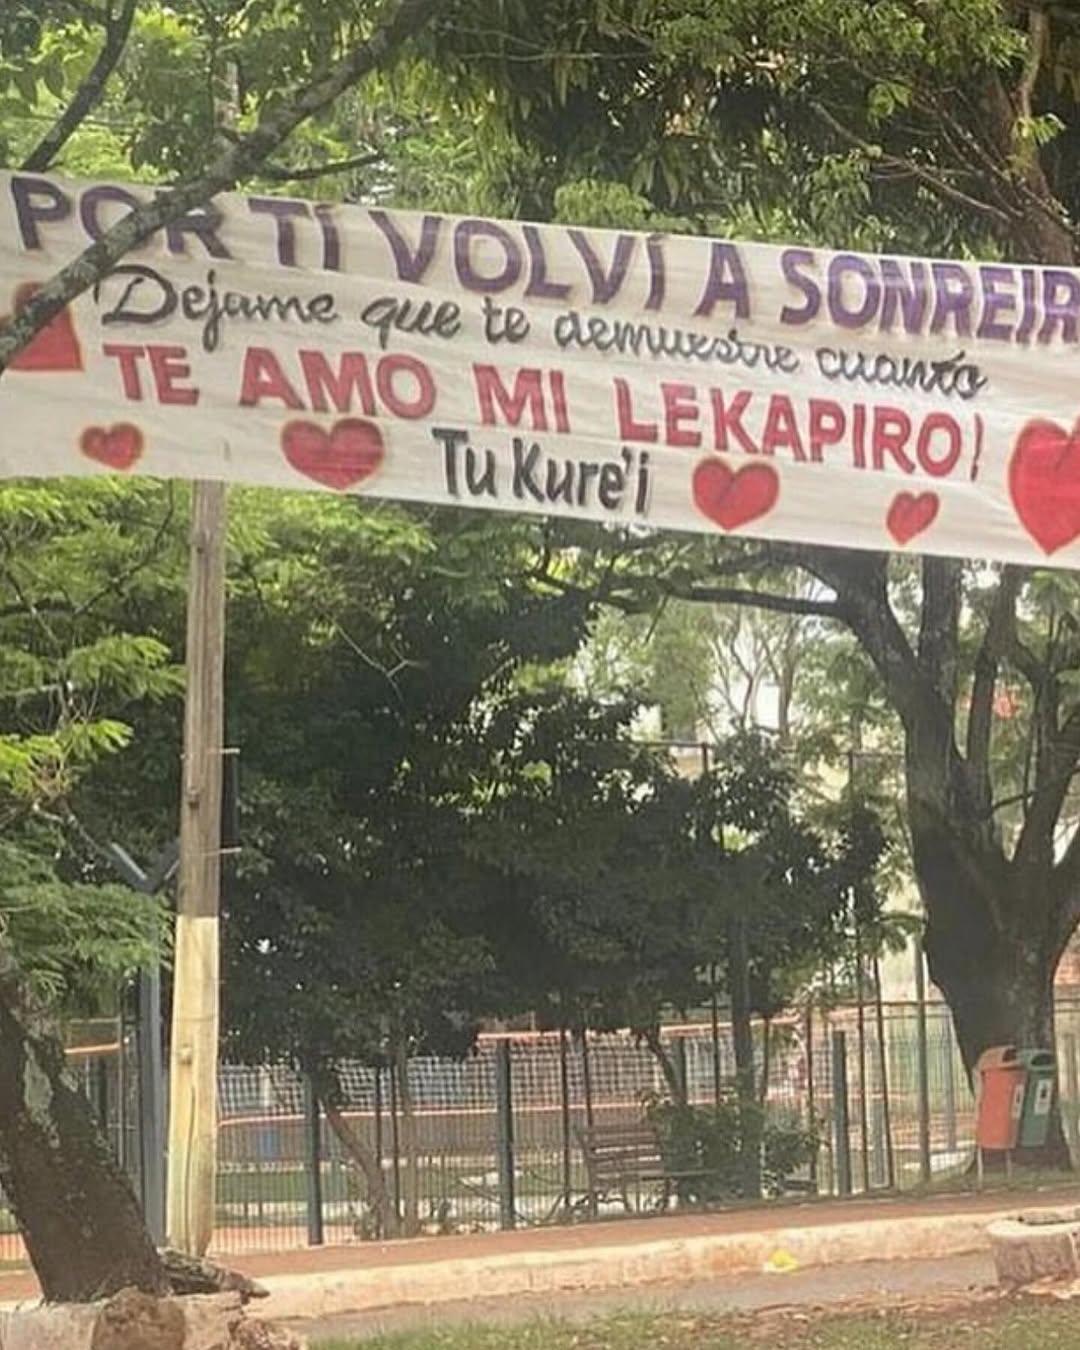 POR TI VOLVÍ A SONREIR
Dejame que te demuestre cuanto
TE AMO MI LEKAPIRO!
Tu Kure'i